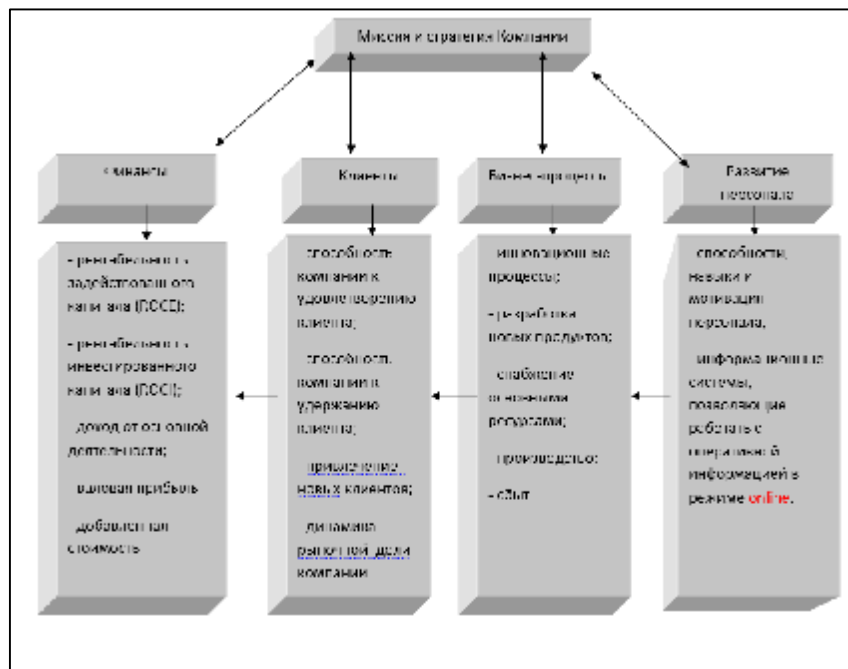 Миссия и стратегия Компании
Финансы
Клиенты
Бизнес-процессы
Развитие
персонала
- рентабельность
задействованного
капитала (ROCE);
- рентабельность
инвестированного
капитала (ROCI);
- доход от основной
деятельности;
- валовая прибыль
- добавленная
стоимость
- способность
компании к
удовлетворению
клиента;
- способность
компании к
удержанию
клиента;
- привлечение
новых клиентов;
- динамика
рыночной доли
компании
- инновационные
процессы;
- разработка
новых продуктов;
- снабжение
основными
ресурсами;
- производство;
- сбыт
- способности,
навыки и
мотивация
персонала,
- информационные
системы,
позволяющие
работать с
оперативной
информацией в
режиме online.